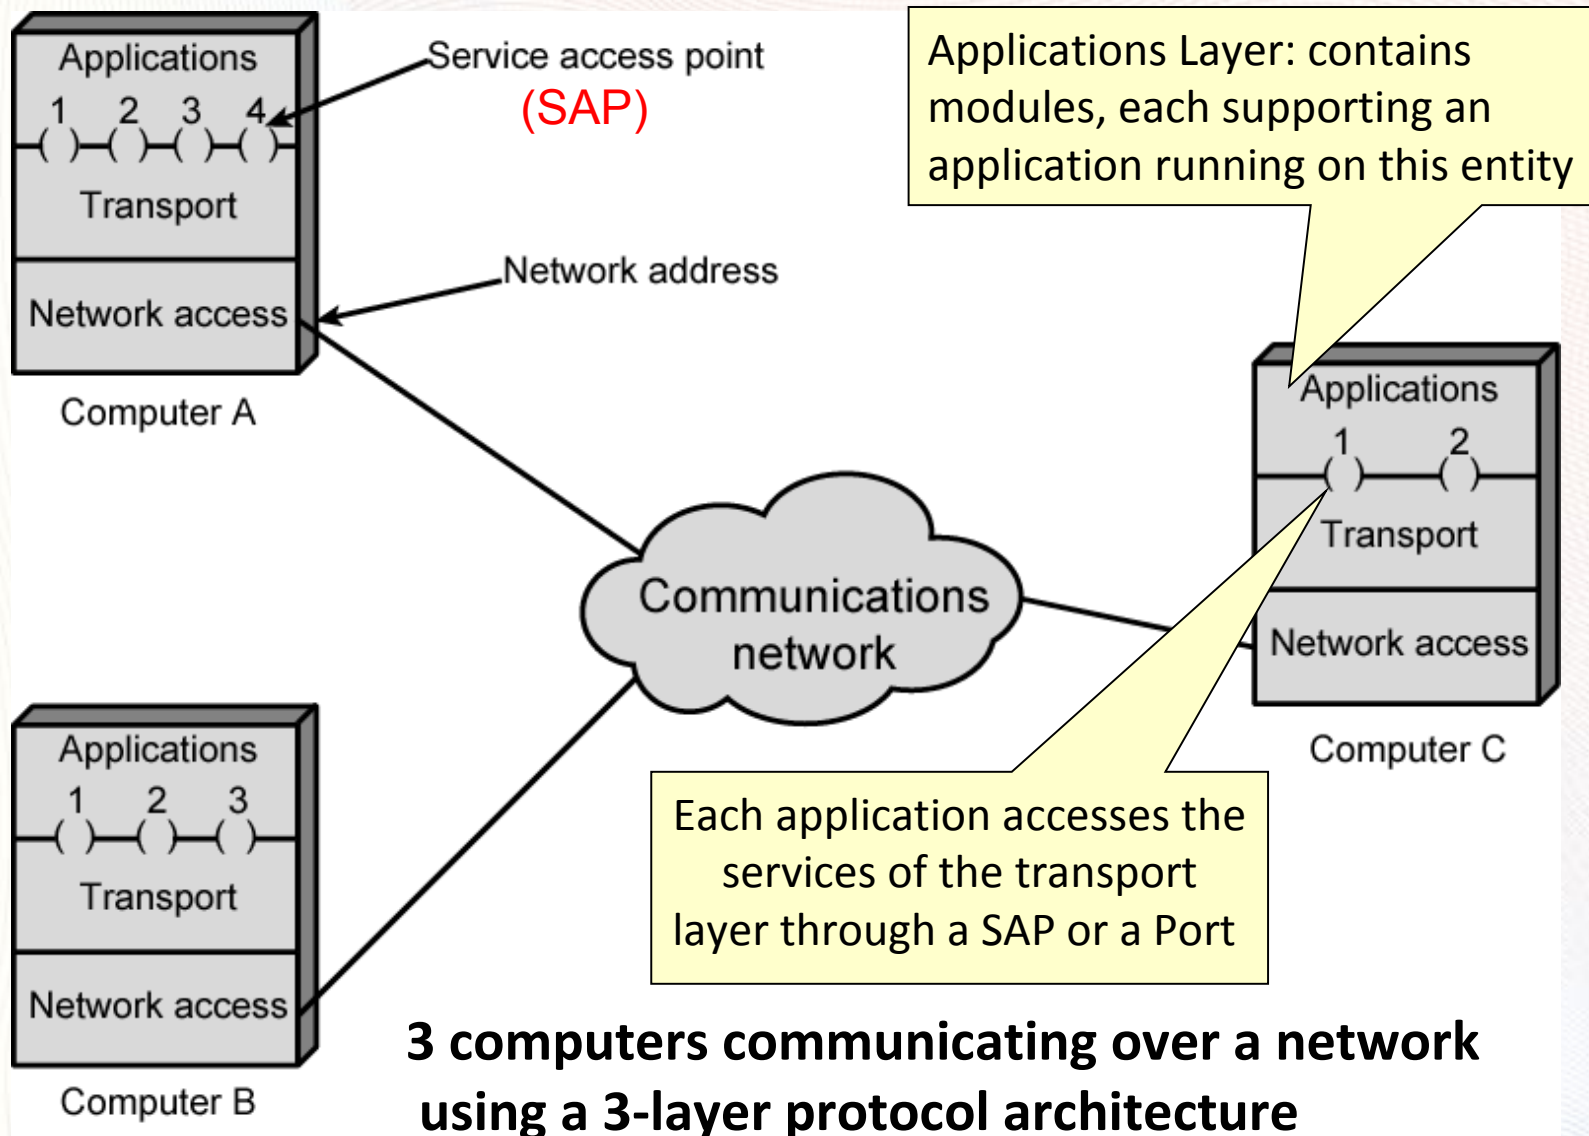 Applications
1 2 3 4
Transport
Network access
Computer A
Service access point
(SAP)
Network address
Applications Layer: contains
modules, each supporting an
application running on this entity
Applications
1 2
Transport
Network access
Computer C
Communications
network
Applications
1 2 3
Transport
Network access
Computer B
Each application accesses the
services of the transport
layer through a SAP or a Port
3 computers communicating over a network
using a 3-layer protocol architecture